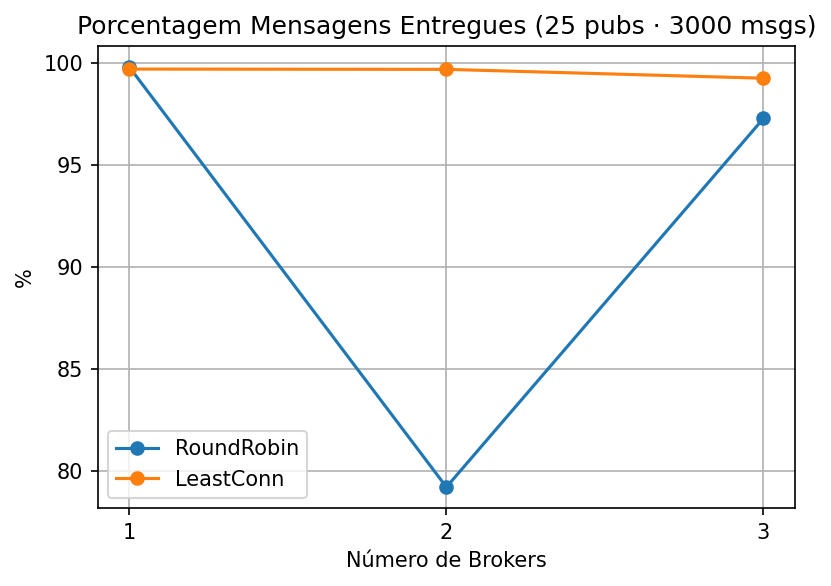 Porcentagem Mensagens Entregues (25 pubs · 3000 msgs)
100
95
90
85
80
%
RoundRobin
LeastConn
1 2 3
Número de Brokers